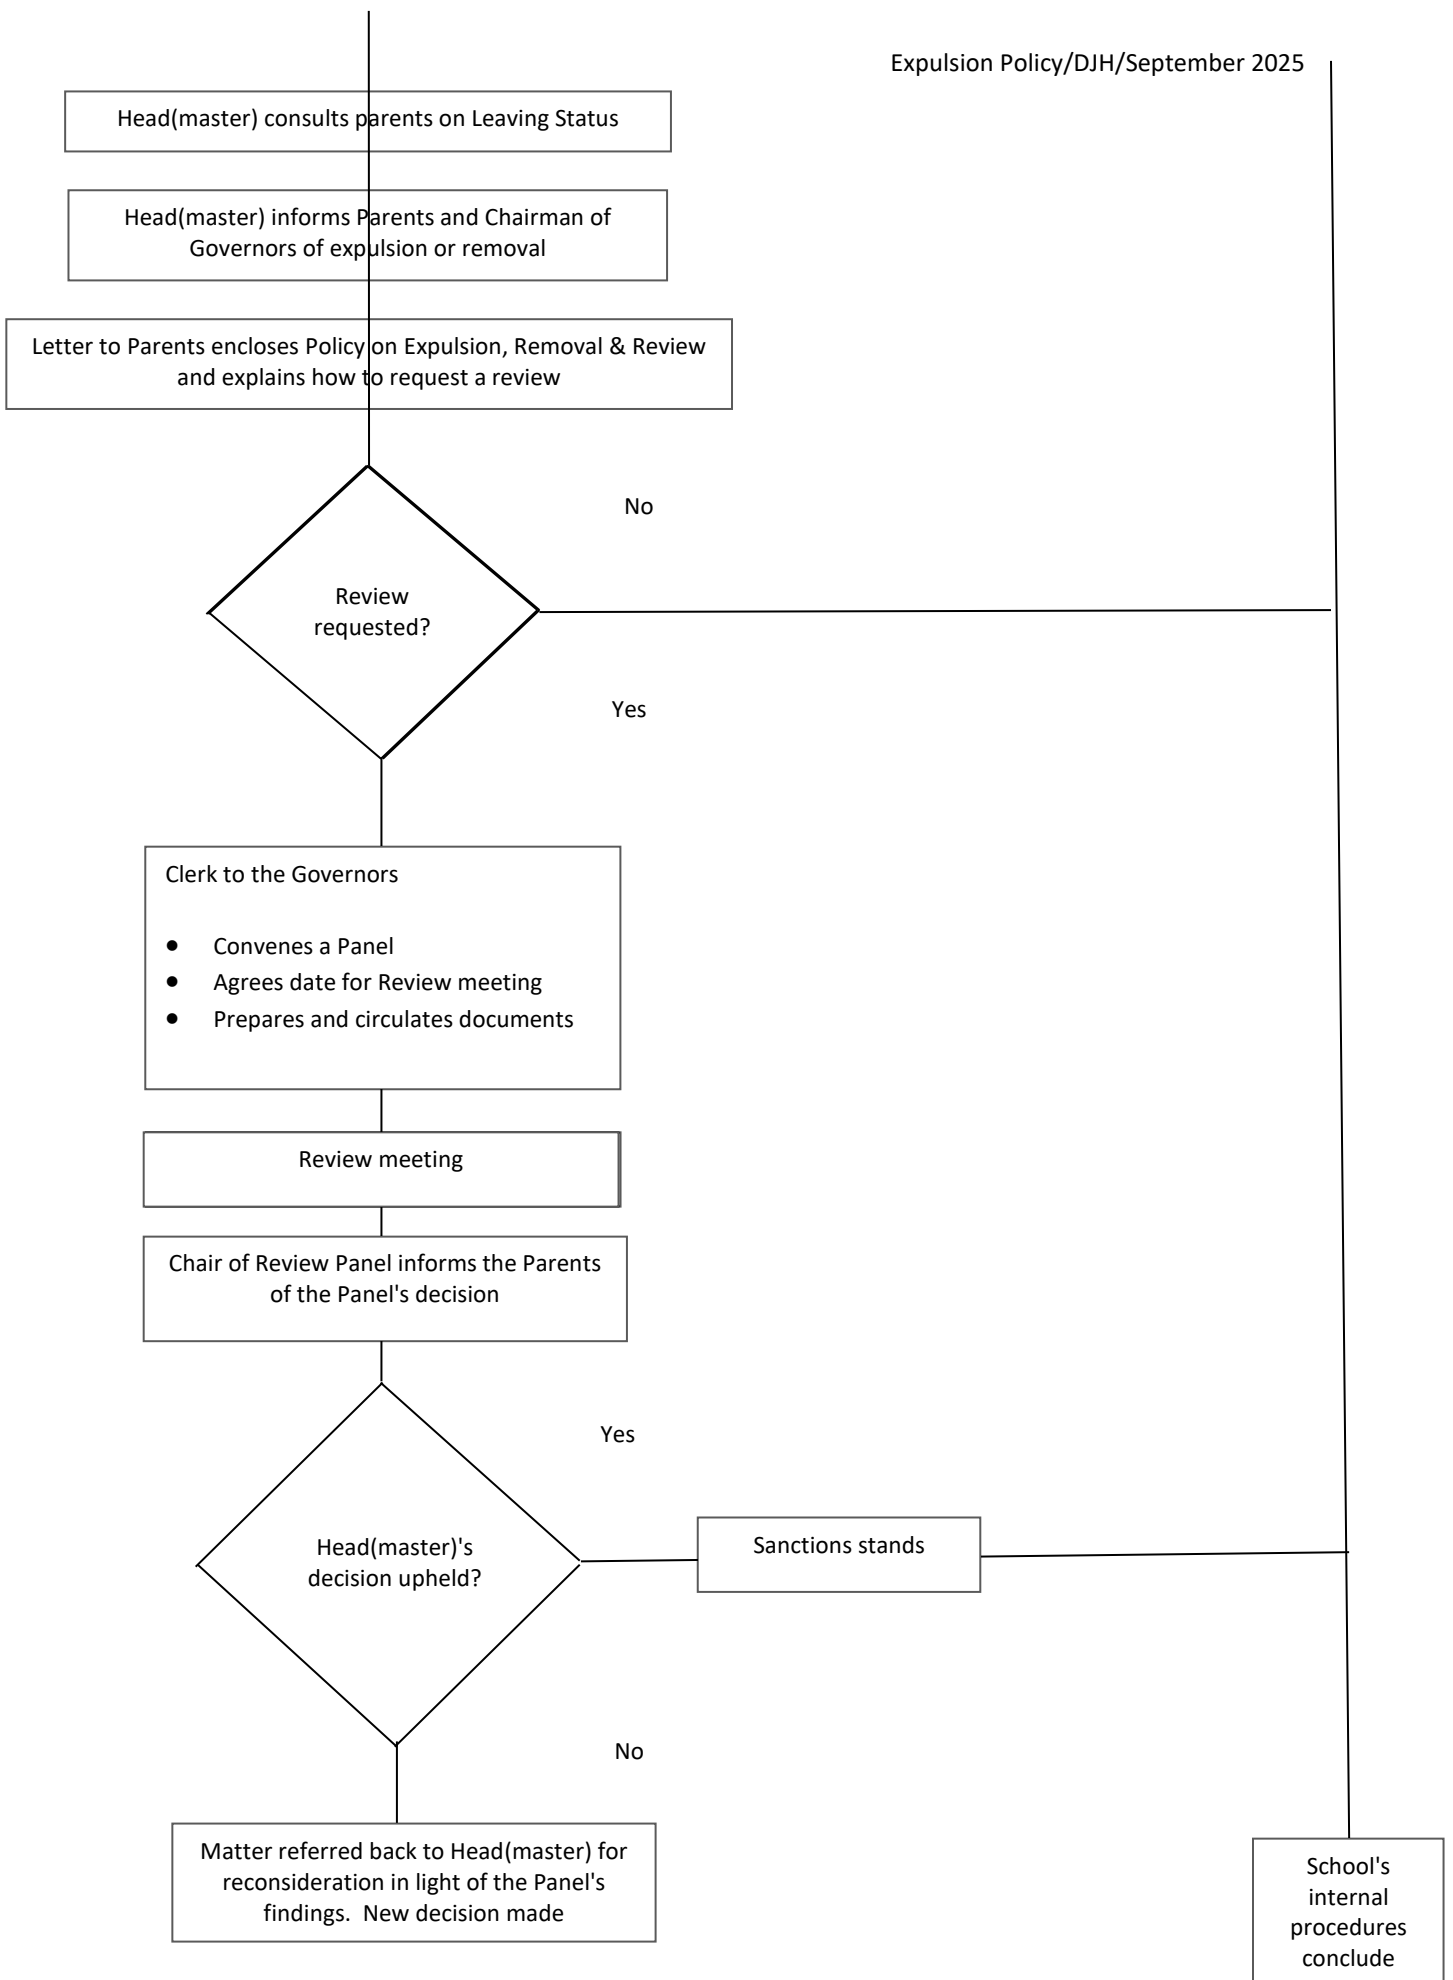 Expulsion Policy/DJH/September 2025
Head(master) consults parents on Leaving Status
Head(master) informs Parents and Chairman of
Governors of expulsion or removal
Letter to Parents encloses Policy on Expulsion, Removal & Review
and explains how to request a review
No
Review
requested?
Yes
Clerk to the Governors
● Convenes a Panel
● Agrees date for Review meeting
● Prepares and circulates documents
Review meeting
Chair of Review Panel informs the Parents
of the Panel's decision
Yes
Head(master)'s
decision upheld?
Sanctions stands
No
Matter referred back to Head(master) for
reconsideration in light of the Panel's
findings.  New decision made
School's
internal
procedures
conclude